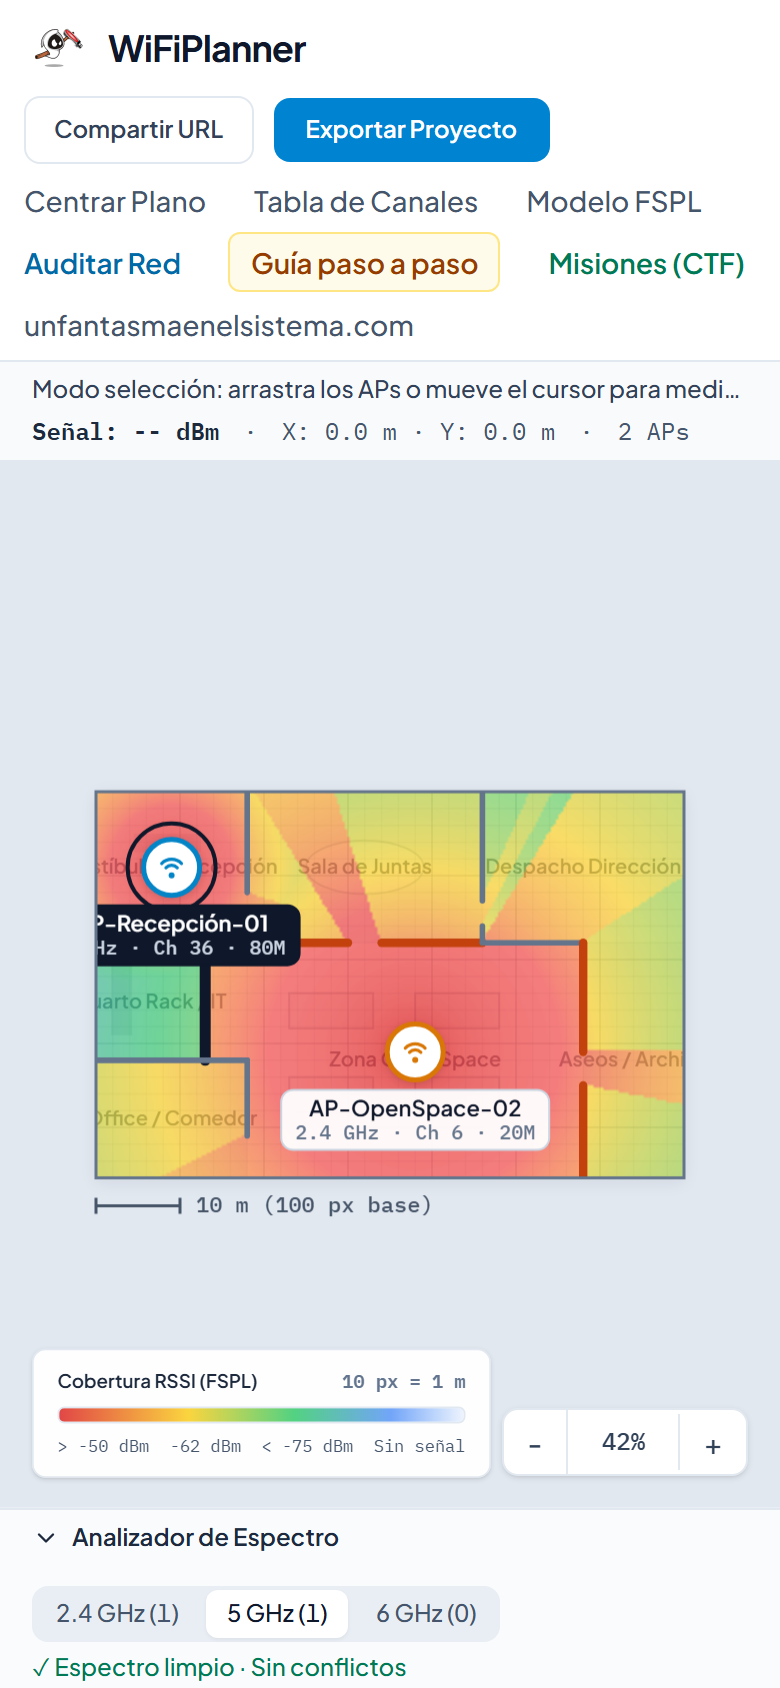 WiFiPlanner
Compartir URL
Exportar Proyecto
Centrar Plano
Tabla de Canales
Modelo FSPL
Auditar Red
Guía paso a paso
Misiones (CTF)
unfantasmaenelsistema.com
Modo selección: arrastra los APs o mueve el cursor para medi...
Señal: -- dBm · X: 0.0 m · Y: 0.0 m · 2 APs
Sala de Juntas
Despacho Dirección
P-Recepción-01
Hz · Ch 36 · 80M
uarto Rack / IT
Zona Space
Aseos / Archi
Office / Comedor
AP-OpenSpace-02
2.4 GHz · Ch 6 · 20M
10 m (100 px base)
Cobertura RSSI (FSPL)
10 px = 1 m
> -50 dBm -62 dBm < -75 dBm Sin señal
- 42% +
Analizador de Espectro
2.4 GHz (1)
5 GHz (1)
6 GHz (0)
✓ Espectro limpio · Sin conflictos